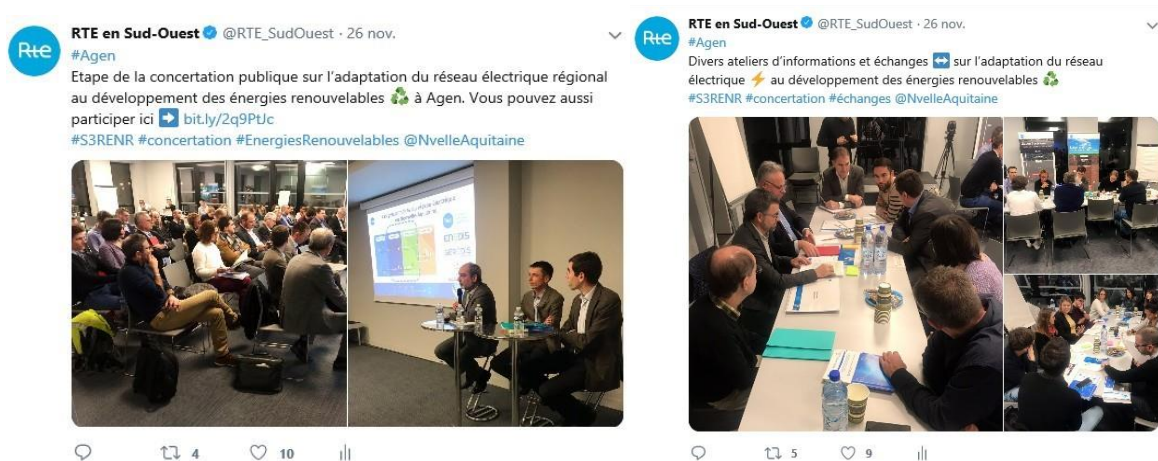 RTE en Sud-Ouest @RTE_SudOuest · 26 nov.
Rte
#Agen
Etape de la concertation publique sur l'adaptation du réseau électrique régional
au développement des énergies renouvelables à Agen. Vous pouvez aussi
participer ici bit.ly/2q9PtJc
#S3RENR #concertation #EnergiesRenouvelables @NvelleAquitaine
4 10
RTE en Sud-Ouest @RTE_SudOuest · 26 nov.
Rte
#Agen
Divers ateliers d'informations et échanges sur l'adaptation du réseau
électrique au développement des énergies renouvelables
#S3RENR #concertation #échanges @NvelleAquitaine
5 9